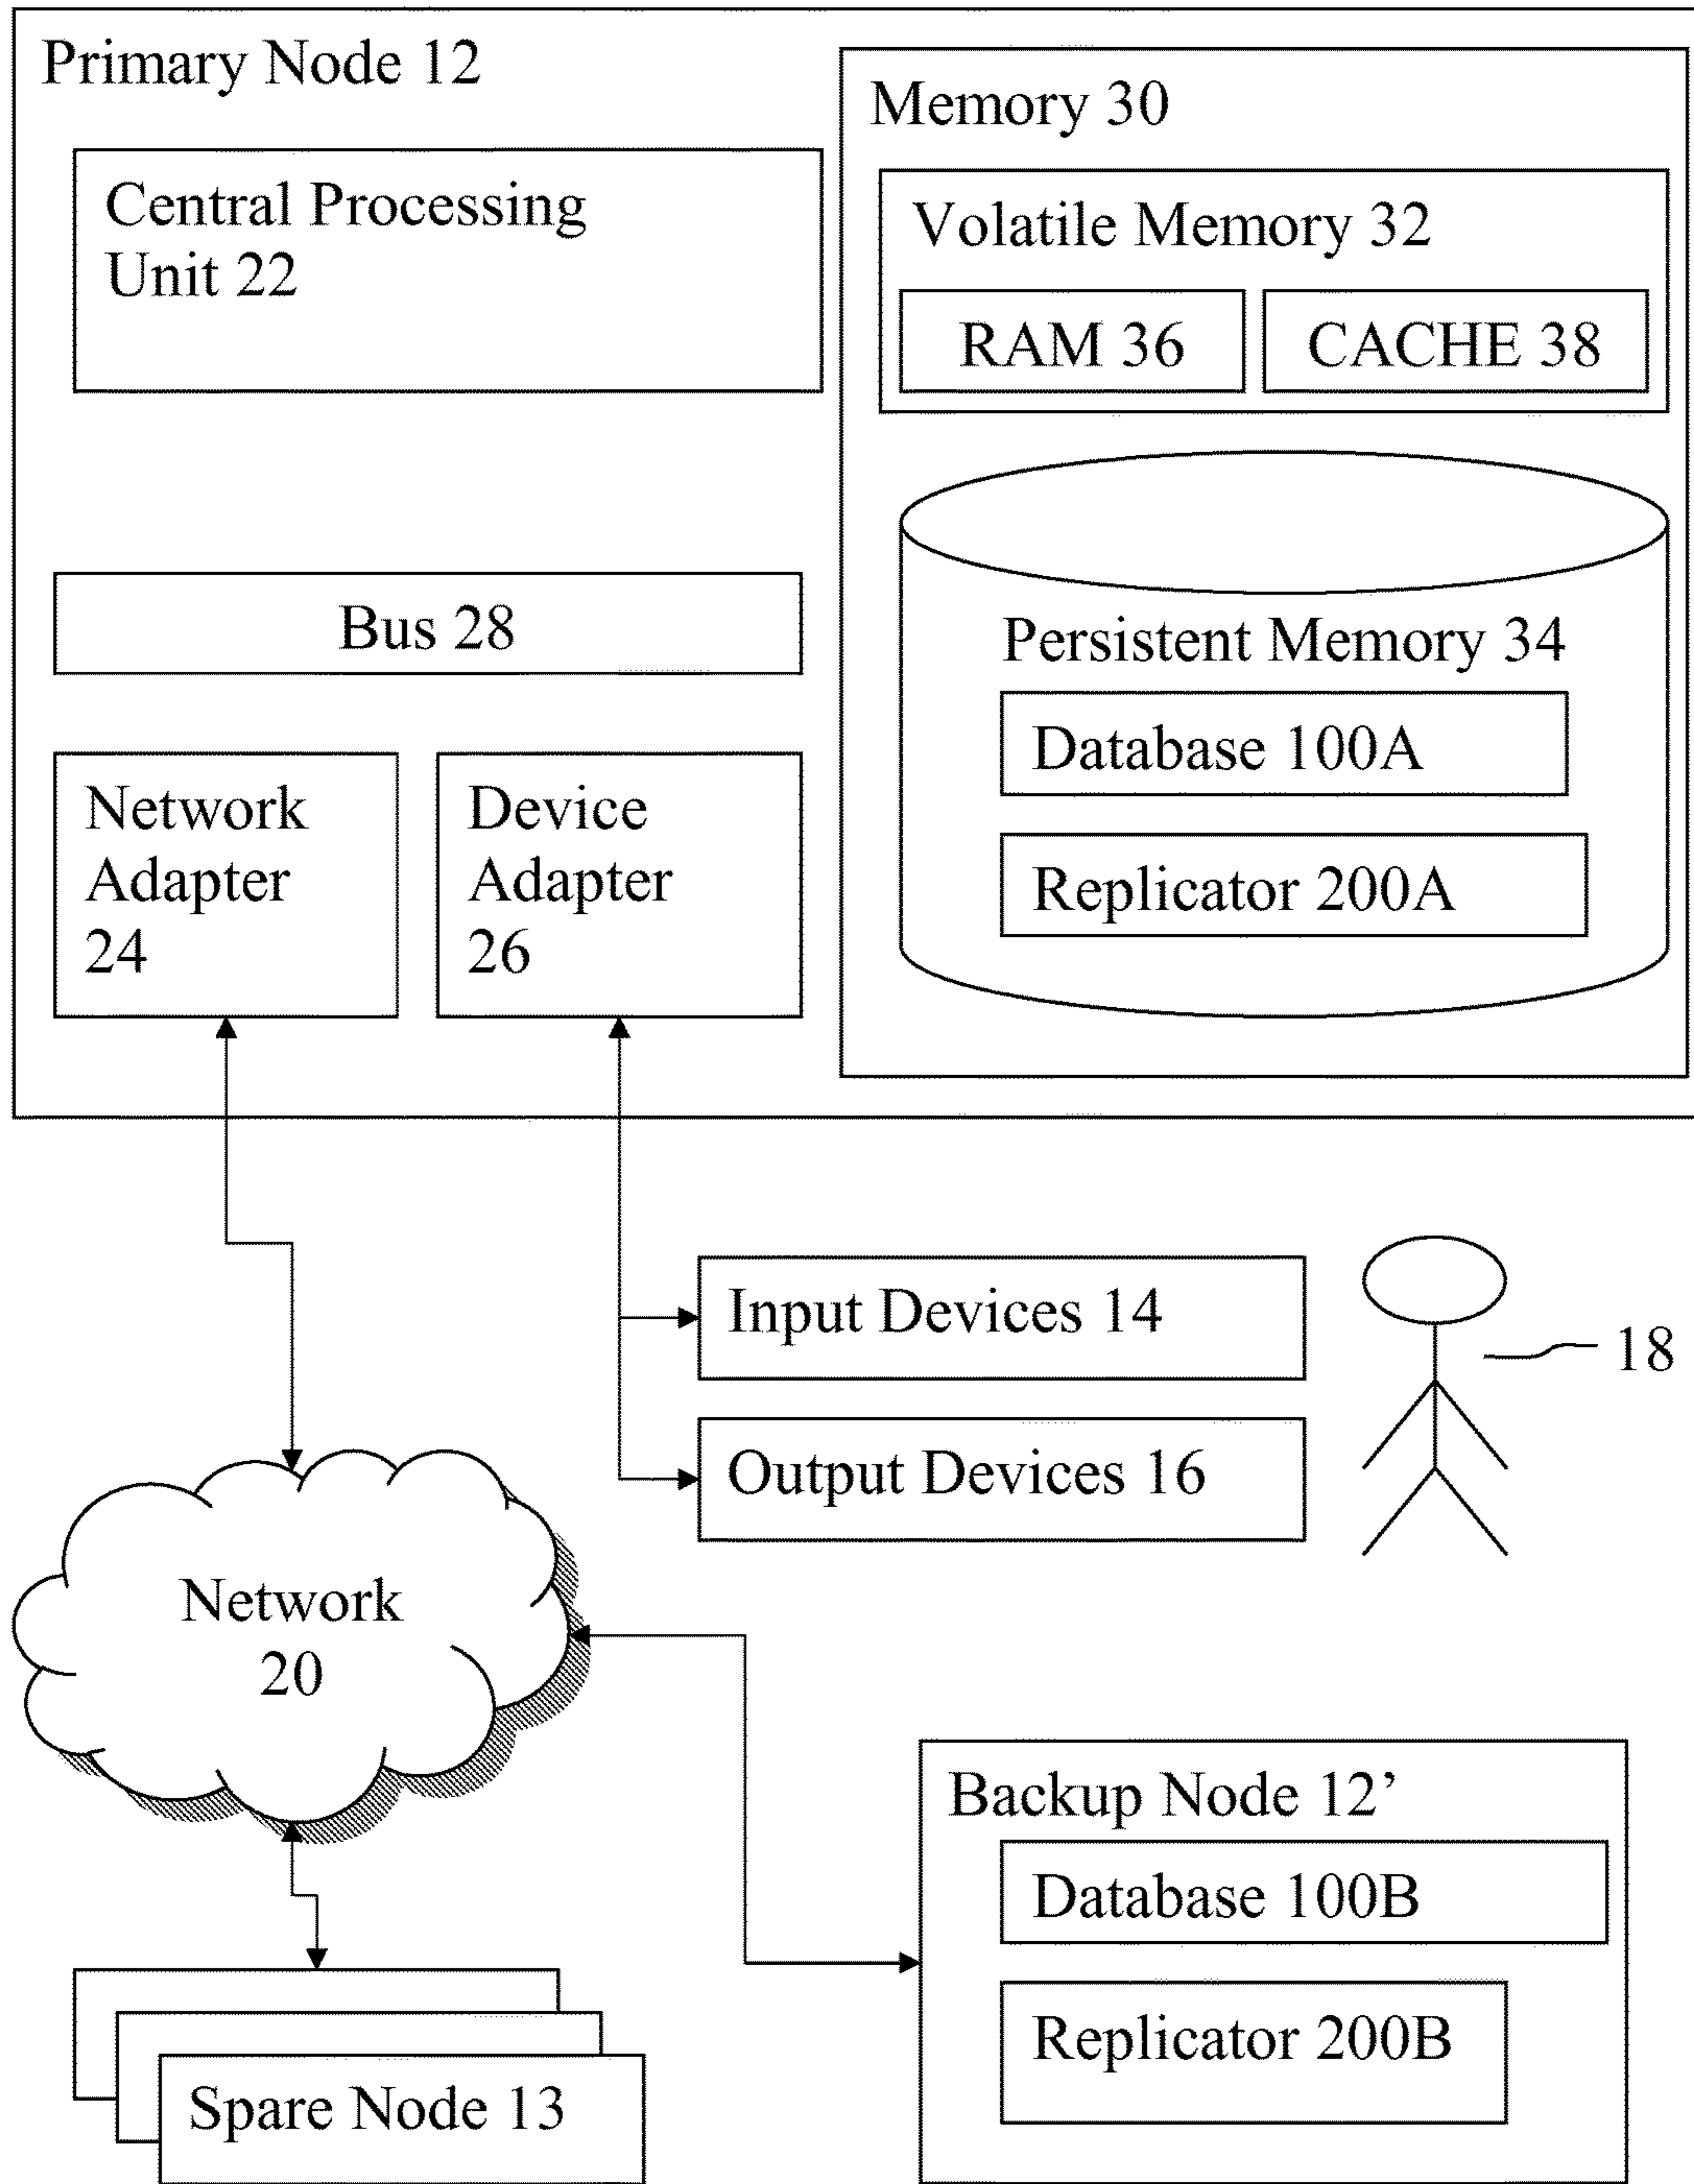 Primary Node 12
Central Processing
Unit 22
Bus 28
Network
Adapter
24
Device
Adapter
26
Memory 30
Volatile Memory 32
RAM 36
CACHE 38
Persistent Memory 34
Database 100A
Replicator 200A
Input Devices 14
Output Devices 16
18
Network
20
Backup Node 12’
Database 100B
Replicator 200B
Spare Node 13